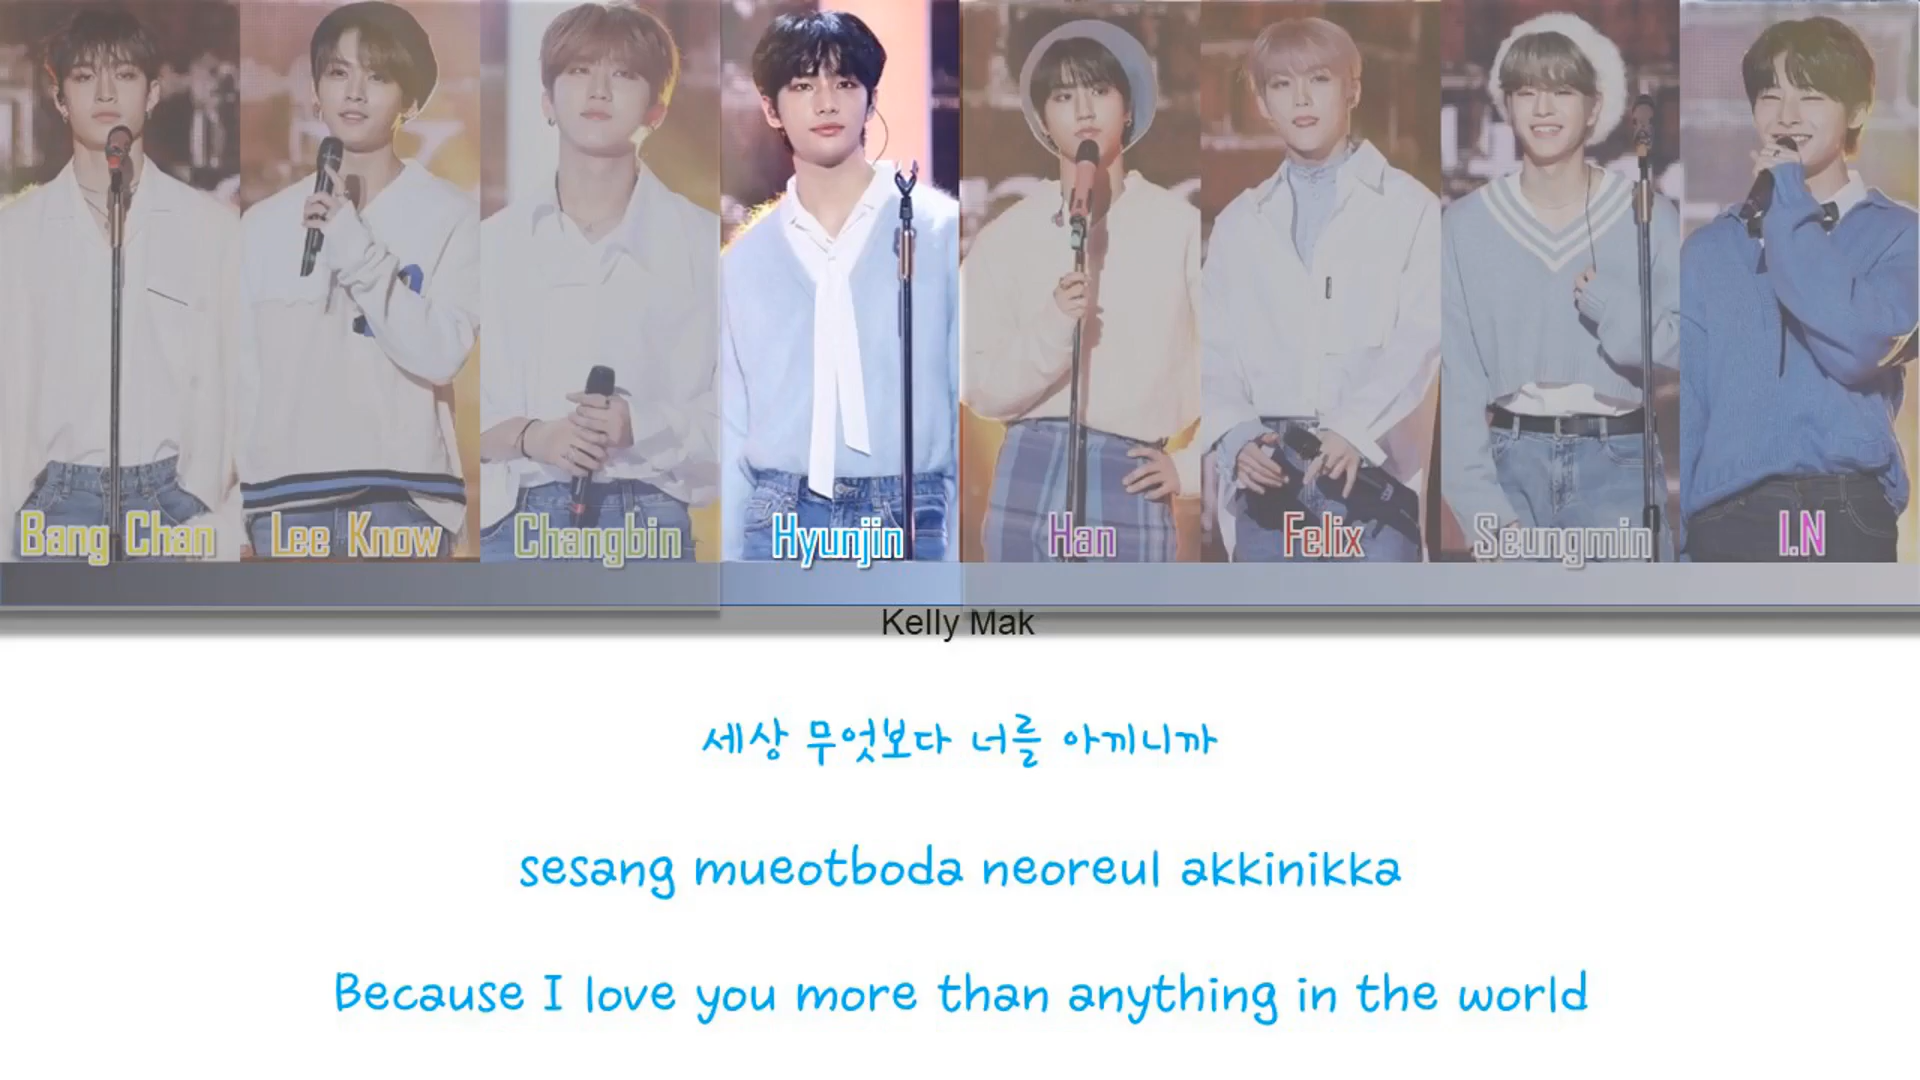 Bang Chan Lee Know Changbin Hyunjin Han Felix Seungmin I.N
Kelly Mak
세상 무엇보다 너를 아끼니까
sesang mueotboda neoreul akkinikka
Because I love you more than anything in the world